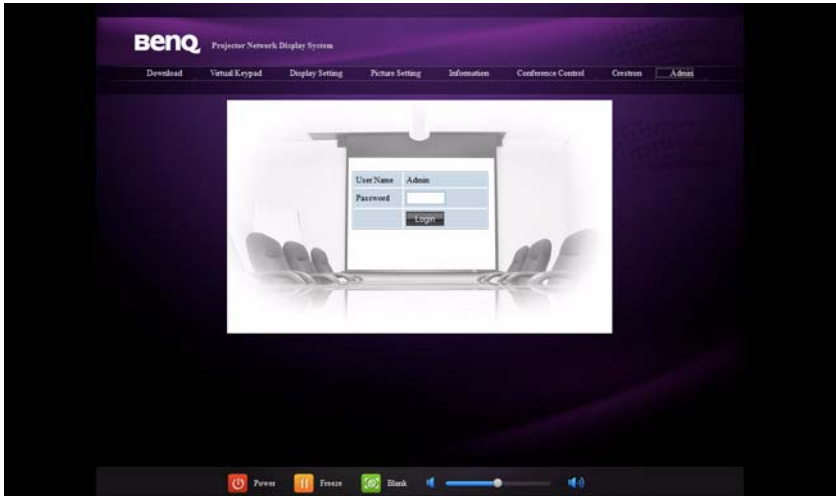 BenQ Projector Network Display System
Download Virtual Keypad Display Setting Picture Setting Information Conference Control Crestron Admin
User Name Admin
Password
Login
Power Freeze Blank